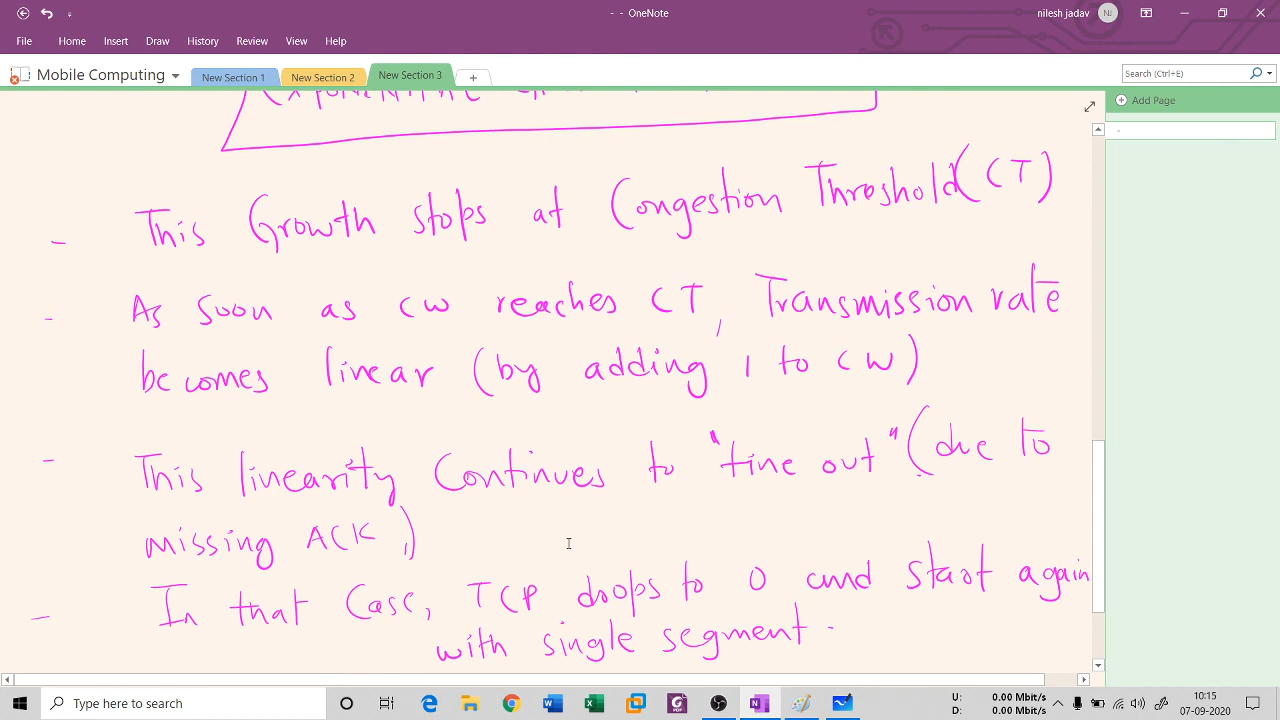 - - OneNote
nilesh jadav NJ
File Home Insert Draw History Review View Help
Mobile Computing New Section 1 New Section 2 New Section 3 + Search (Ctrl+E)
Add Page
- This Growth stops at Congestion Threshold (CT)
- As soon as cw reaches CT, Transmission rate
becomes linear (by adding 1 to cw)
- This linearity Continues to "time out" (due to
missing ACK,)
- In that Case, TCP drops to 0 and start again
with single segment.
Type here to search
U: 0.00 Mbit/s
D: 0.00 Mbit/s
10:15
07-09-2020